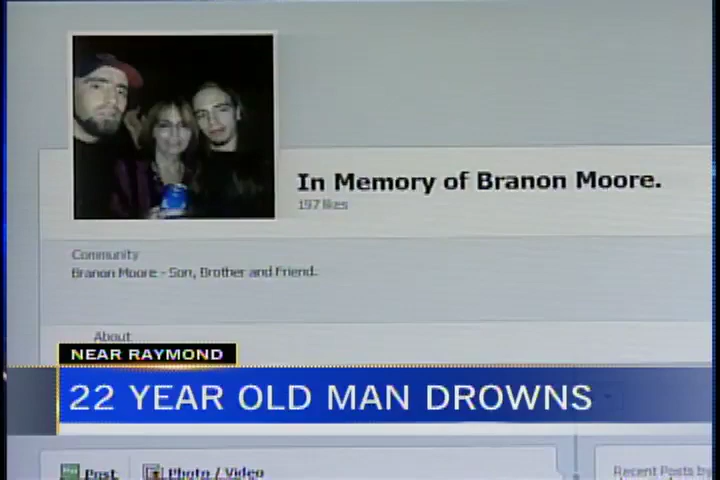 In Memory of Branon Moore.
197 likes
Community
Branon Moore - Son, Brother and Friend.
About
NEAR RAYMOND
22 YEAR OLD MAN DROWNS
Post
Photo / Video
Recent Posts by